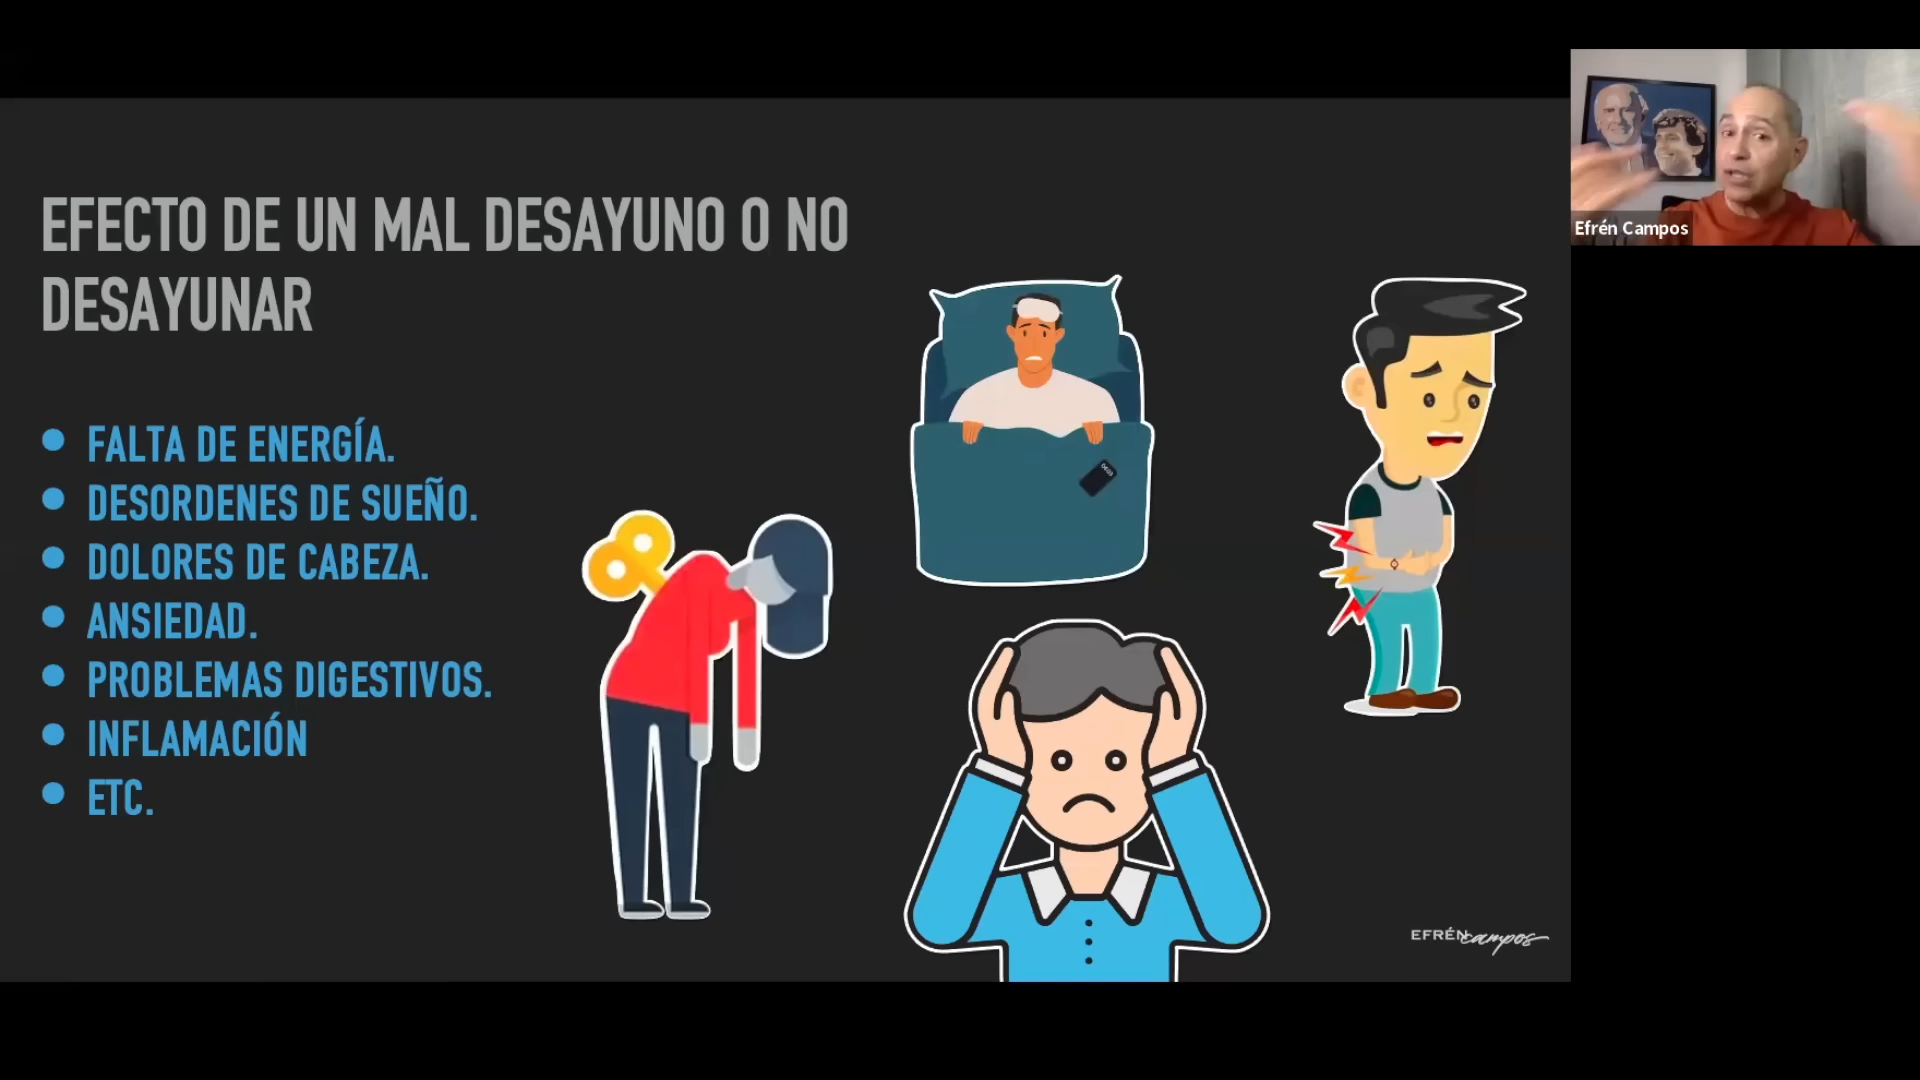 EFECTO DE UN MAL DESAYUNO O NO
DESAYUNAR
FALTA DE ENERGÍA.
DESORDENES DE SUEÑO.
DOLORES DE CABEZA.
ANSIEDAD.
PROBLEMAS DIGESTIVOS.
INFLAMACIÓN
ETC.
Efrén Campos
EFRÉN campos